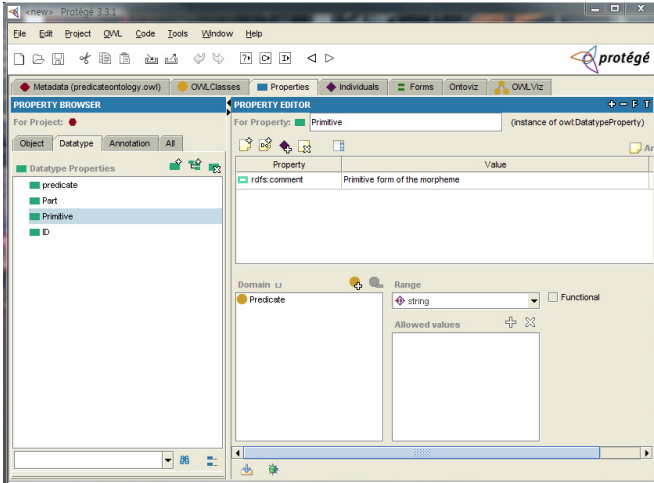 <new> Protégé 3.3.1
File Edit Project OWL Code Tools Window Help
protégé
Metadata (predicateontology.owl) OWLClasses Properties Individuals Forms Ontoviz OWLViz
PROPERTY BROWSER
For Project:
Object Datatype Annotation All
Datatype Properties
predicate
Part
Primitive
ID
PROPERTY EDITOR
For Property: Primitive (instance of owl:DatatypeProperty)
Property Value
rdfs:comment Primitive form of the morpheme
Domain
Predicate
Range
string
Functional
Allowed values